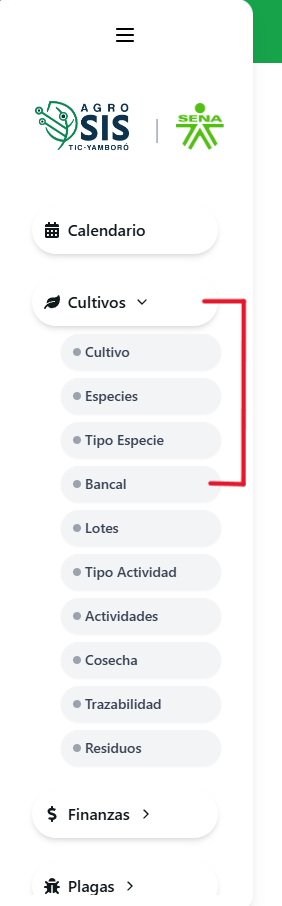 AGRO
SIS
TIC-YAMBORÓ
SENA
Calendario
Cultivos
Cultivo
Especies
Tipo Especie
Bancal
Lotes
Tipo Actividad
Actividades
Cosecha
Trazabilidad
Residuos
Finanzas
Plagas